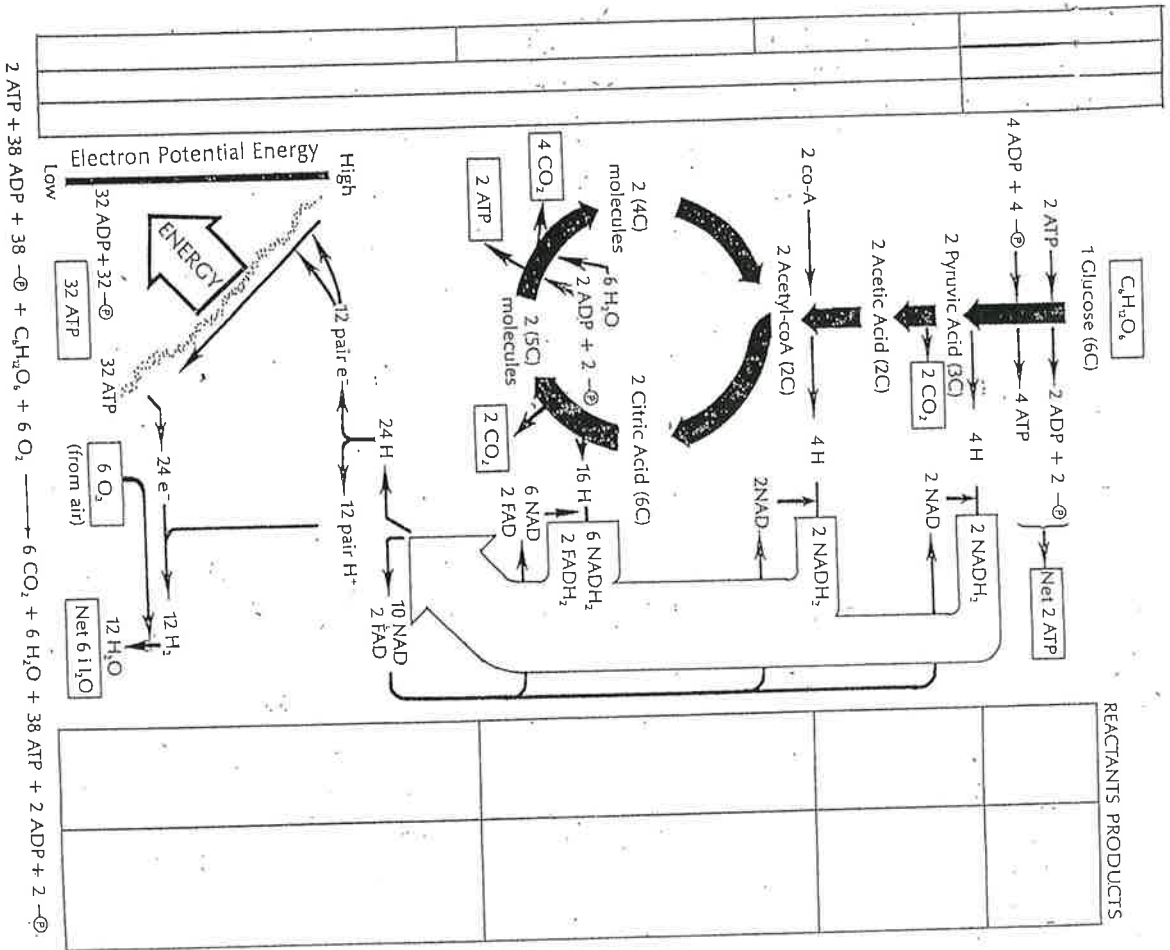 REACTANTS PRODUCTS
C₆H₁₂O₆
1 Glucose (6C)
2 ATP
2 ADP + 2 –Ⓟ
4 ADP + 4 –Ⓟ
4 ATP
Net 2 ATP
2 Pyruvic Acid (3C)
4 H
2 NADH₂
2 NAD
2 CO₂
2 Acetic Acid (2C)
2 co-A
2 Acetyl-coA (2C)
4 H
2 NADH₂
2NAD
2 (4C)
molecules
2 Citric Acid (6C)
4 CO₂
6 H₂O
2 ADP + 2 –Ⓟ
16 H
6 NADH₂
2 FADH₂
2 ATP
2 (5C)
molecules
2 CO₂
6 NAD
2 FAD
24 H
10 NAD
2 FAD
High
12 pair e⁻
12 pair H⁺
Electron Potential Energy
ENERGY
Low
32 ADP + 32 –Ⓟ
32 ATP
32 ATP
24 e⁻
12 H₂
6 O₂
(from air)
12 H₂O
Net 6 H₂O
2 ATP + 38 ADP + 38 –Ⓟ + C₆H₁₂O₆ + 6 O₂ → 6 CO₂ + 6 H₂O + 38 ATP + 2 ADP + 2 –Ⓟ